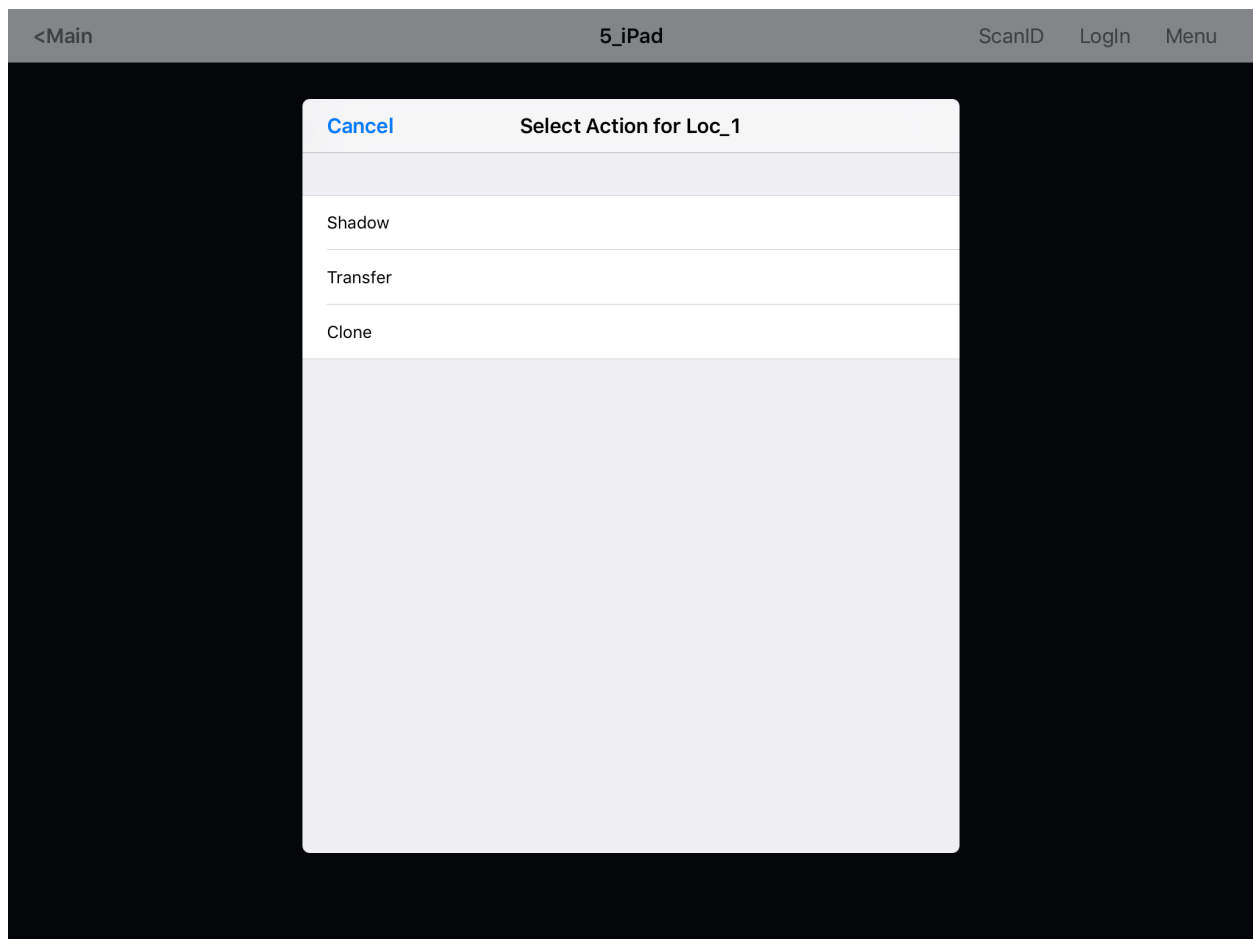 <Main 5_iPad ScanID LogIn Menu
Cancel Select Action for Loc_1
Shadow
Transfer
Clone